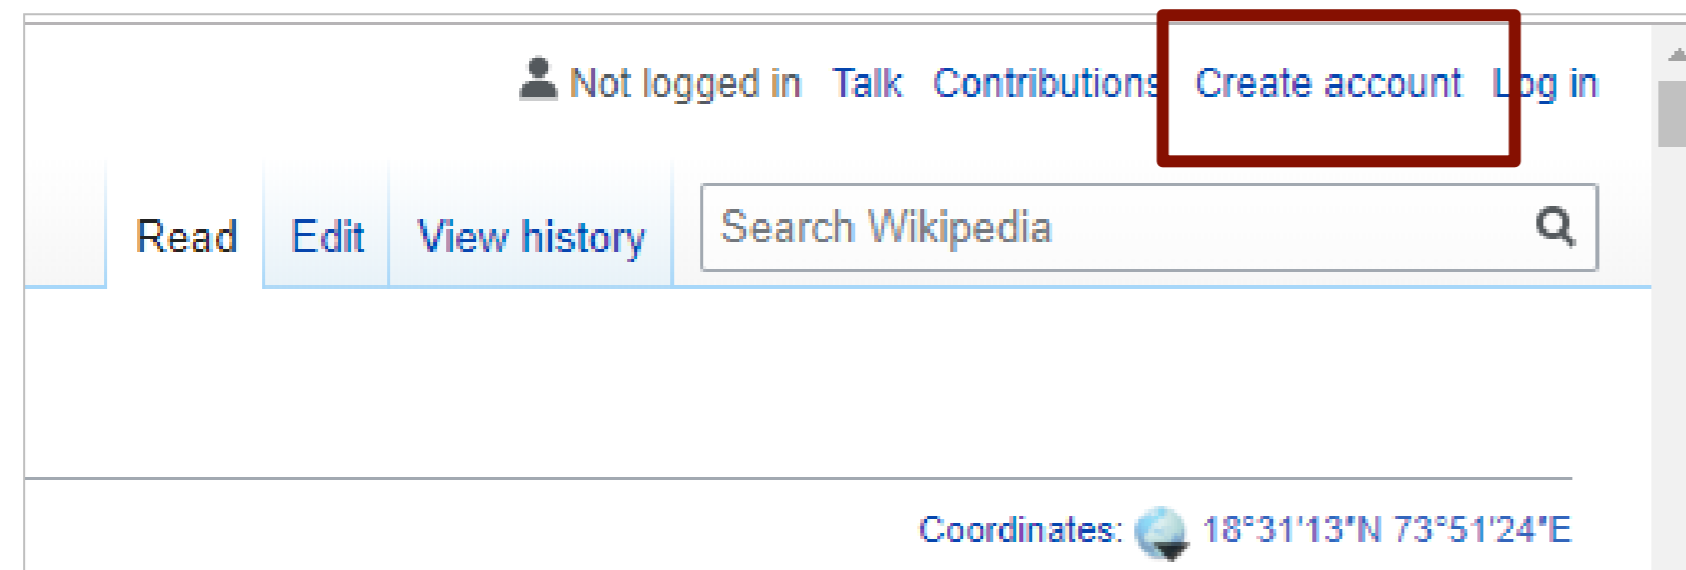 Not logged in Talk Contributions Create account Log in
Read Edit View history Search Wikipedia
Coordinates: 18°31'13"N 73°51'24"E